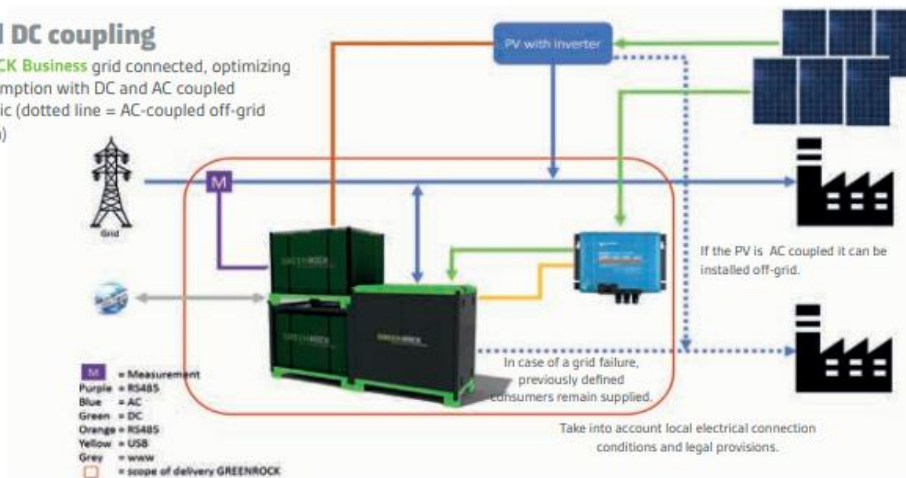 DC coupling
CK Business grid connected, optimizing
mption with DC and AC coupled
ic (dotted line = AC-coupled off-grid
PV with inverter
M
Grid
GREENROCK
GREENROCK
If the PV is AC coupled it can be
installed off-grid.
In case of a grid failure,
previously defined
consumers remain supplied.
Take into account local electrical connection
conditions and legal provisions.
M = Measurement
Purple = RS485
Blue = AC
Green = DC
Orange = RS485
Yellow = USB
Grey = www
= scope of delivery GREENROCK